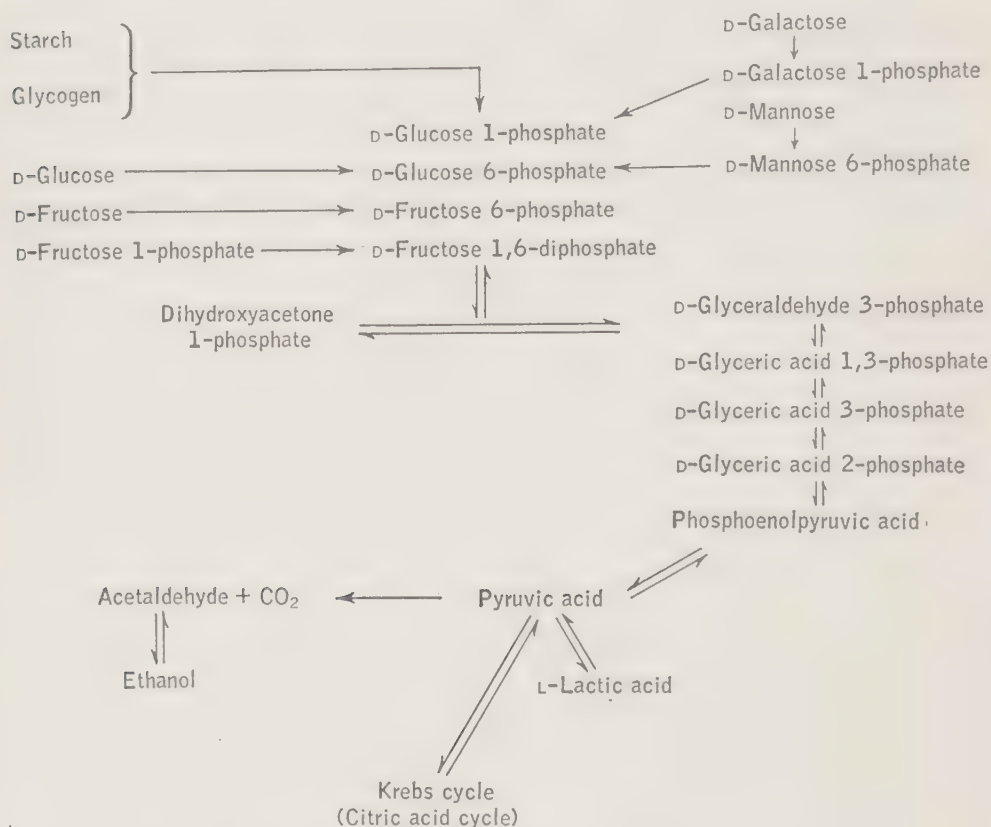 Starch
Glycogen
D-Galactose
D-Galactose 1-phosphate
D-Mannose
D-Mannose 6-phosphate
D-Glucose 1-phosphate
D-Glucose
D-Glucose 6-phosphate
D-Fructose
D-Fructose 6-phosphate
D-Fructose 1-phosphate
D-Fructose 1,6-diphosphate
Dihydroxyacetone
1-phosphate
D-Glyceraldehyde 3-phosphate
D-Glyceric acid 1,3-phosphate
D-Glyceric acid 3-phosphate
D-Glyceric acid 2-phosphate
Phosphoenolpyruvic acid
Pyruvic acid
Acetaldehyde + CO₂
Ethanol
L-Lactic acid
Krebs cycle
(Citric acid cycle)